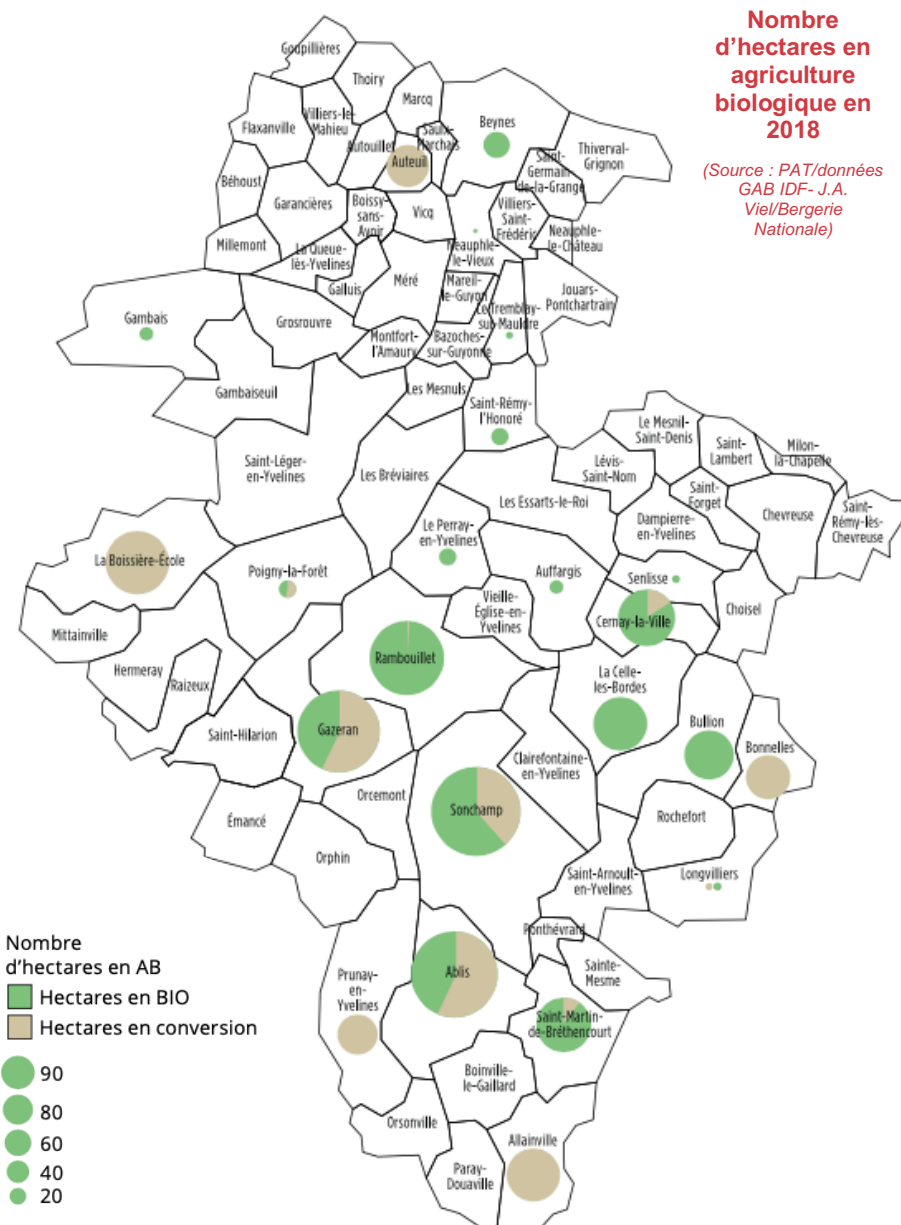 Nombre
d'hectares en
agriculture
biologique en
2018
(Source : PAT/données
GAB IDF- J.A.
Viel/Bergerie
Nationale)
Goupillières
Thoiry
Marcq
Flaxanville
Villiers-le-
Mahieu
Autouillet
Saulx-
Marchais
Beynes
Thiverval-
Grignon
Auteuil
Saint-
Germain
de-la-Grange
Béhoust
Garancières
Boissy-
sans-
Avoir
Vicq
Villiers-
Saint-
Frédéric
Neauphle-
le-Château
Millemont
La Queue-
lès-Yvelines
Neauphle-
le-Vieux
Galluis
Méré
Mareil-
le-Guyon
Jouars-
Pontchartrain
Gambais
Grosrouvre
Montfort-
l'Amaury
Bazoches-
sur-Guyonne
Le Tremblay-
sur-Mauldre
Gambaiseuil
Les Mesnuls
Saint-Rémy-
l'Honoré
Le Mesnil-
Saint-Denis
Saint-
Lambert
Milon-
la-Chapelle
Saint-Léger-
en-Yvelines
Les Bréviaires
Lévis-
Saint-Nom
Les Essarts-le-Roi
Saint-
Forget
Chevreuse
Saint-
Rémy-lès-
Chevreuse
Le Perray-
en-Yvelines
Dampierre-
en-Yvelines
La Boissière-École
Poigny-la-Forêt
Auffargis
Senlisse
Choisel
Vieille-
Église-en-
Yvelines
Cernay-la-Ville
Mittainville
Hermeray
Raizeux
Rambouillet
La Celle-
les-Bordes
Saint-Hilarion
Gazeran
Bullion
Bonnelles
Clairefontaine-
en-Yvelines
Émancé
Orcemont
Sonchamp
Rochefort
Orphin
Saint-Arnoult-
en-Yvelines
Longvilliers
Ponthévrard
Sainte-
Mesme
Prunay-
en-
Yvelines
Ablis
Saint-Martin-
de-Bréthencourt
Boinville-
le-Gaillard
Orsonville
Allainville
Paray-
Douaville
Nombre
d'hectares en AB
Hectares en BIO
Hectares en conversion
90
80
60
40
20